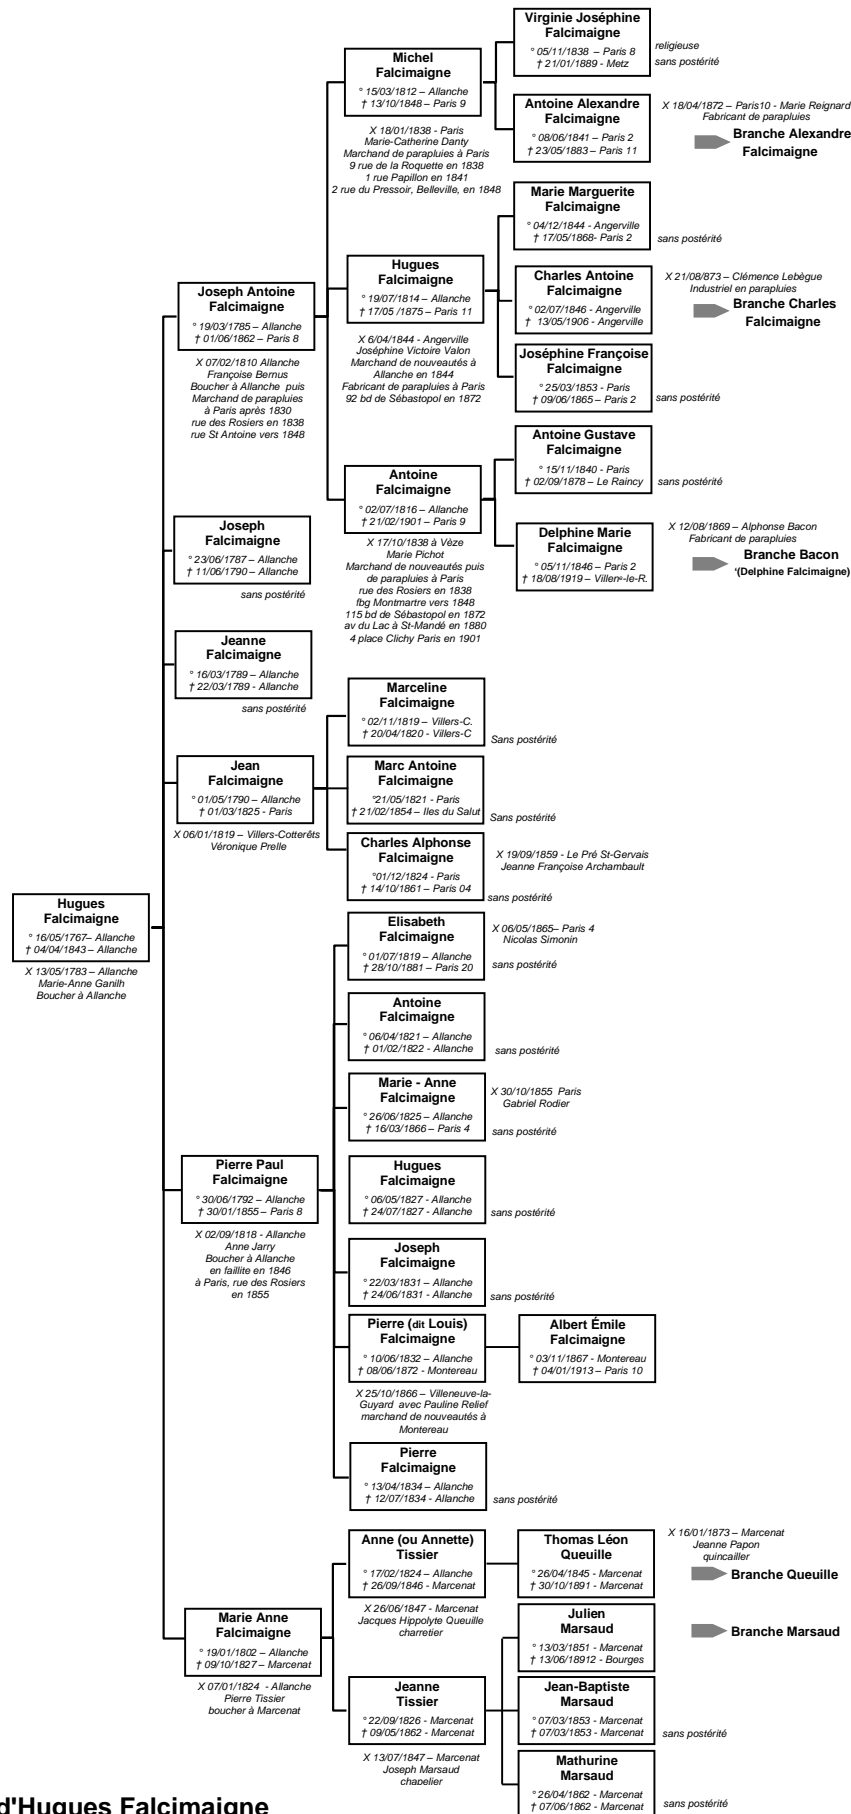 Virginie Joséphine
Falcimaigne
° 05/11/1838 – Paris 8
† 21/01/1889 - Metz
religieuse
sans postérité
Michel
Falcimaigne
° 15/03/1812 – Allanche
† 13/10/1848 – Paris 9
X 18/01/1838 - Paris
Marie-Catherine Danty
Marchand de parapluies à Paris
9 rue de la Roquette en 1838
1 rue Papillon en 1841
2 rue du Pressoir, Belleville, en 1848
Antoine Alexandre
Falcimaigne
° 08/06/1841 – Paris 2
† 23/05/1883 – Paris 11
X 18/04/1872 – Paris10 - Marie Reignard
Fabricant de parapluies
Branche Alexandre
Falcimaigne
Marie Marguerite
Falcimaigne
° 04/12/1844 - Angerville
† 17/05/1868- Paris 2
sans postérité
Hugues
Falcimaigne
° 19/07/1814 – Allanche
† 17/05 /1875 – Paris 11
X 6/04/1844 - Angerville
Joséphine Victoire Valon
Marchand de nouveautés à
Allanche en 1844
Fabricant de parapluies à Paris
92 bd de Sébastopol en 1872
Charles Antoine
Falcimaigne
° 02/07/1846 - Angerville
† 13/05/1906 - Angerville
X 21/08/873 – Clémence Lebègue
Industriel en parapluies
Branche Charles
Falcimaigne
Joseph Antoine
Falcimaigne
° 19/03/1785 – Allanche
† 01/06/1862 – Paris 8
X 07/02/1810 Allanche
Françoise Bernus
Boucher à Allanche puis
Marchand de parapluies
à Paris après 1830
rue des Rosiers en 1838
rue St Antoine vers 1848
Joséphine Françoise
Falcimaigne
° 25/03/1853 – Paris
† 09/06/1865 – Paris 2
sans postérité
Antoine Gustave
Falcimaigne
° 15/11/1840 - Paris
† 02/09/1878 – Le Raincy
sans postérité
Antoine
Falcimaigne
° 02/07/1816 – Allanche
† 21/02/1901 – Paris 9
X 17/10/1838 à Vèze
Marie Pichot
Marchand de nouveautés puis
de parapluies à Paris
rue des Rosiers en 1838
fbg Montmartre vers 1848
115 bd de Sébastopol en 1872
av du Lac à St-Mandé en 1880
4 place Clichy Paris en 1901
Delphine Marie
Falcimaigne
° 05/11/1846 – Paris 2
† 18/08/1919 – Villenᵉ-le-R.
X 12/08/1869 – Alphonse Bacon
Fabricant de parapluies
Branche Bacon
'(Delphine Falcimaigne)
Joseph
Falcimaigne
° 23/06/1787 – Allanche
† 11/06/1790 – Allanche
sans postérité
Jeanne
Falcimaigne
° 16/03/1789 – Allanche
† 22/03/1789 - Allanche
sans postérité
Marceline
Falcimaigne
° 02/11/1819 – Villers-C.
† 20/04/1820 - Villers-C
Sans postérité
Jean
Falcimaigne
° 01/05/1790 – Allanche
† 01/03/1825 - Paris
X 06/01/1819 – Villers-Cotterêts
Véronique Prelle
Marc Antoine
Falcimaigne
°21/05/1821 - Paris
† 21/02/1854 – Iles du Salut
Sans postérité
Charles Alphonse
Falcimaigne
°01/12/1824 - Paris
† 14/10/1861 – Paris 04
X 19/09/1859 - Le Pré St-Gervais
Jeanne Françoise Archambault
sans postérité
Hugues
Falcimaigne
° 16/05/1767– Allanche
† 04/04/1843 – Allanche
X 13/05/1783 – Allanche
Marie-Anne Ganilh
Boucher à Allanche
Elisabeth
Falcimaigne
° 01/07/1819 – Allanche
† 28/10/1881 – Paris 20
X 06/05/1865– Paris 4
Nicolas Simonin
sans postérité
Antoine
Falcimaigne
° 06/04/1821 – Allanche
† 01/02/1822 - Allanche
sans postérité
Marie - Anne
Falcimaigne
° 26/06/1825 – Allanche
† 16/03/1866 – Paris 4
X 30/10/1855 Paris
Gabriel Rodier
sans postérité
Pierre Paul
Falcimaigne
° 30/06/1792 – Allanche
† 30/01/1855 – Paris 8
X 02/09/1818 - Allanche
Anne Jarry
Boucher à Allanche
en faillite en 1846
à Paris, rue des Rosiers
en 1855
Hugues
Falcimaigne
° 06/05/1827 - Allanche
† 24/07/1827 - Allanche
sans postérité
Joseph
Falcimaigne
° 22/03/1831 – Allanche
† 24/06/1831 - Allanche
sans postérité
Pierre (dit Louis)
Falcimaigne
° 10/06/1832 – Allanche
† 08/06/1872 - Montereau
X 25/10/1866 – Villeneuve-la-
Guyard avec Pauline Relief
marchand de nouveautés à
Montereau
Albert Émile
Falcimaigne
° 03/11/1867 - Montereau
† 04/01/1913 – Paris 10
Pierre
Falcimaigne
° 13/04/1834 – Allanche
† 12/07/1834 - Allanche
sans postérité
Anne (ou Annette)
Tissier
° 17/02/1824 – Allanche
† 26/09/1846 - Marcenat
X 26/06/1847 - Marcenat
Jacques Hippolyte Queuille
charretier
Thomas Léon
Queuille
° 26/04/1845 - Marcenat
† 30/10/1891 - Marcenat
X 16/01/1873 – Marcenat
Jeanne Papon
quincailler
Branche Queuille
Marie Anne
Falcimaigne
° 19/01/1802 – Allanche
† 09/10/1827 – Marcenat
X 07/01/1824 - Allanche
Pierre Tissier
boucher à Marcenat
Julien
Marsaud
° 13/03/1851 - Marcenat
† 13/06/18912 - Bourges
Branche Marsaud
Jeanne
Tissier
° 22/09/1826 - Marcenat
† 09/05/1862 - Marcenat
X 13/07/1847 – Marcenat
Joseph Marsaud
chapelier
Jean-Baptiste
Marsaud
° 07/03/1853 - Marcenat
† 07/03/1853 - Marcenat
sans postérité
Mathurine
Marsaud
° 26/04/1862 - Marcenat
† 07/06/1862 - Marcenat
sans postérité
d'Hugues Falcimaigne